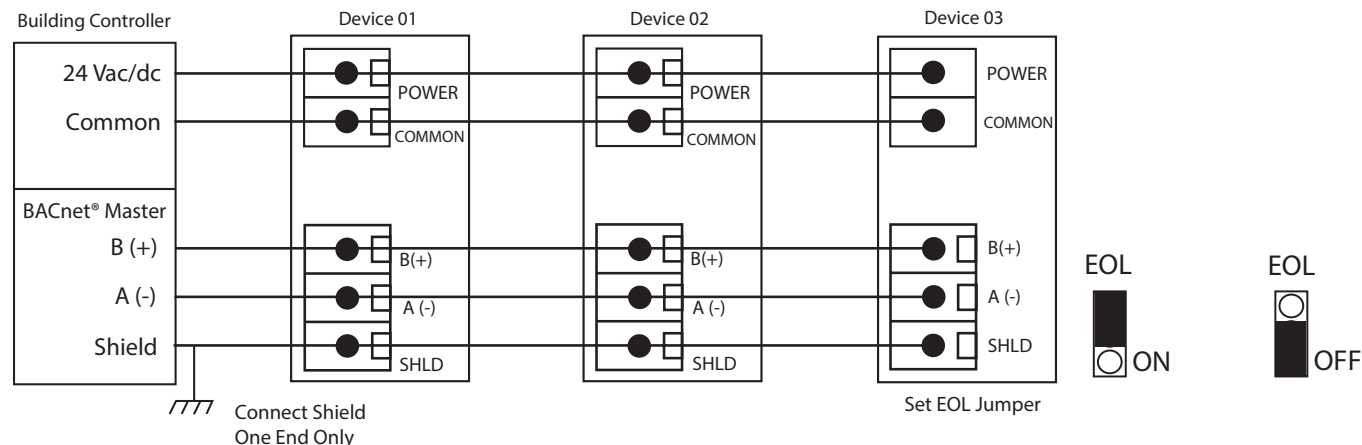 Building Controller
24 Vac/dc
Common
BACnet® Master
B (+)
A (-)
Shield
Connect Shield
One End Only
Device 01
POWER
COMMON
B(+)
A (-)
SHLD
Device 02
POWER
COMMON
B(+)
A (-)
SHLD
Device 03
POWER
COMMON
B(+)
A (-)
SHLD
Set EOL Jumper
EOL
ON
EOL
OFF